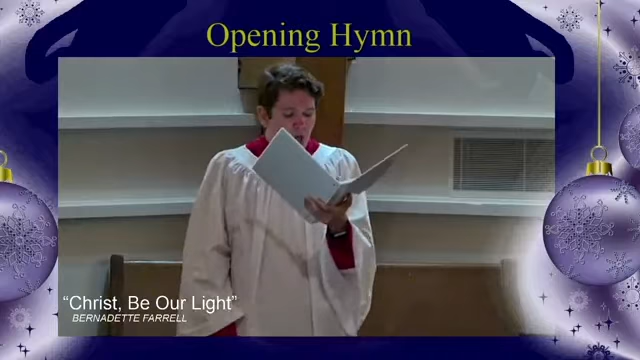 Opening Hymn
“Christ, Be Our Light”
BERNADETTE FARRELL